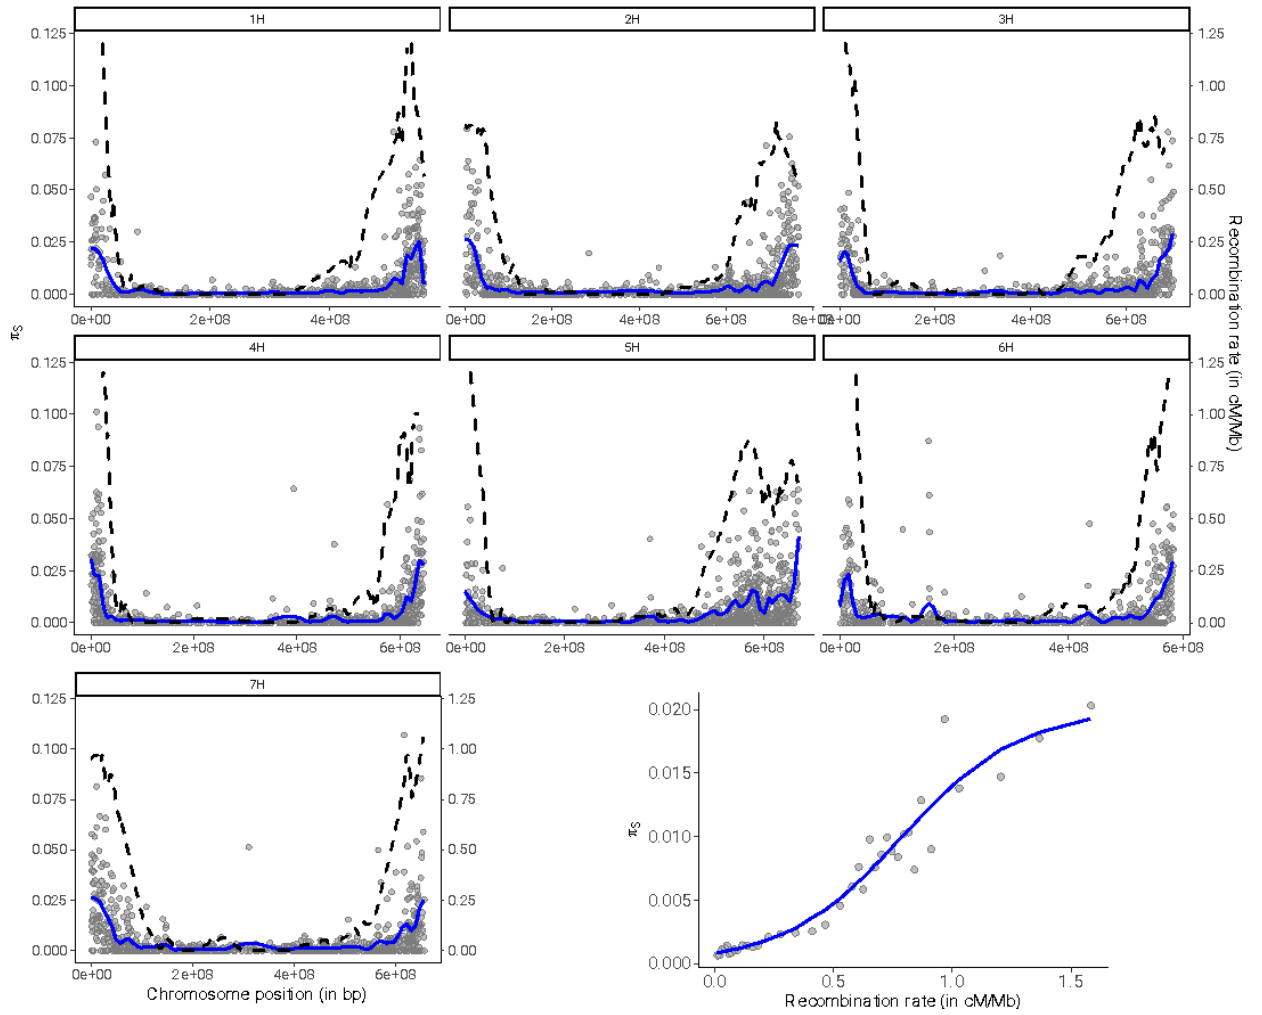 1H 2H 3H
0.125 1.25
0.100 1.00
0.075 0.75
0.050 0.50
0.025 0.25
0.000 0.00
0e+00 2e+08 4e+08 0e+00 2e+08 4e+08 6e+08 8e+08 0e+00 2e+08 4e+08 6e+08
πS
Recombination rate (in cM/Mb)
4H 5H 6H
0.125 1.25
0.100 1.00
0.075 0.75
0.050 0.50
0.025 0.25
0.000 0.00
0e+00 2e+08 4e+08 6e+08 0e+00 2e+08 4e+08 6e+08 0e+00 2e+08 4e+08 6e+08
7H
0.125 1.25
0.100 1.00
0.075 0.75
0.050 0.50
0.025 0.25
0.000 0.00
0e+00 2e+08 4e+08 6e+08
Chromosome position (in bp)
0.020
0.015
πS
0.010
0.005
0.000
0.0 0.5 1.0 1.5
Recombination rate (in cM/Mb)